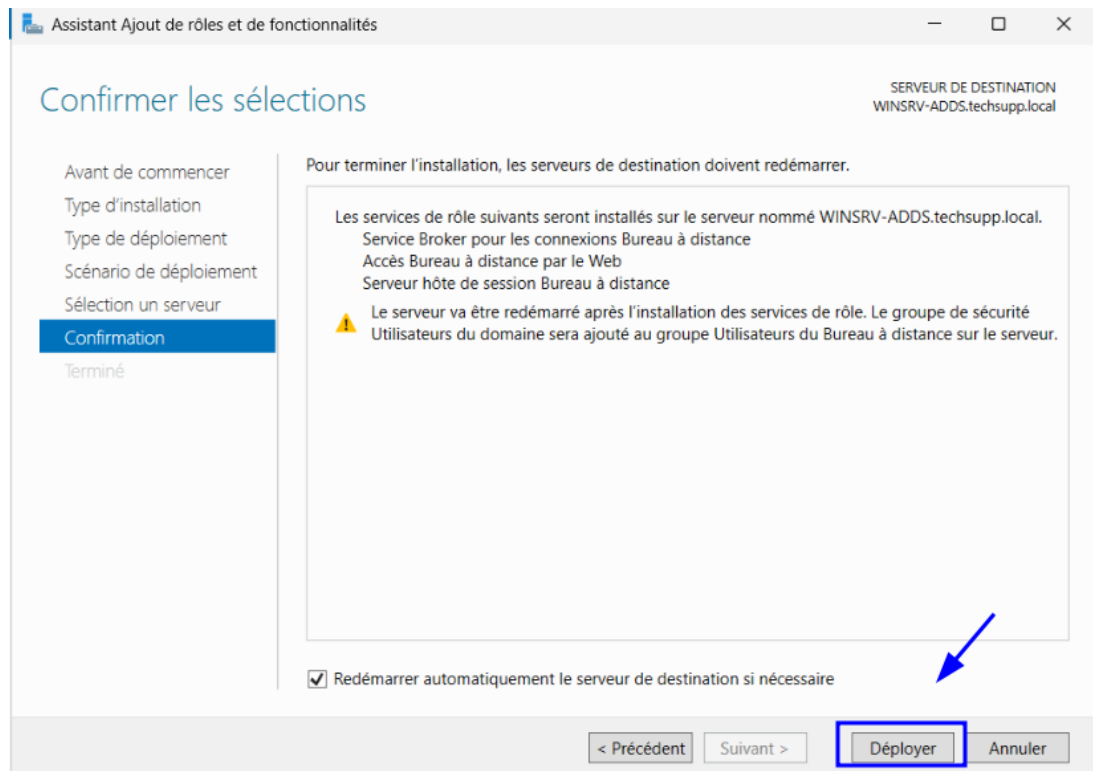 Assistant Ajout de rôles et de fonctionnalités
Confirmer les sélections
SERVEUR DE DESTINATION
WINSRV-ADDS.techsupp.local
Avant de commencer
Type d'installation
Type de déploiement
Scénario de déploiement
Sélection un serveur
Confirmation
Terminé
Pour terminer l'installation, les serveurs de destination doivent redémarrer.
Les services de rôle suivants seront installés sur le serveur nommé WINSRV-ADDS.techsupp.local.
Service Broker pour les connexions Bureau à distance
Accès Bureau à distance par le Web
Serveur hôte de session Bureau à distance
Le serveur va être redémarré après l'installation des services de rôle. Le groupe de sécurité
Utilisateurs du domaine sera ajouté au groupe Utilisateurs du Bureau à distance sur le serveur.
Redémarrer automatiquement le serveur de destination si nécessaire
< Précédent
Suivant >
Déployer
Annuler